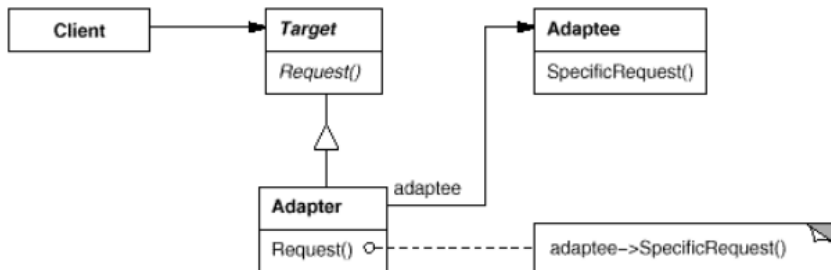 Client
Target
Request()
Adaptee
SpecificRequest()
adaptee
Adapter
Request()
adaptee->SpecificRequest()